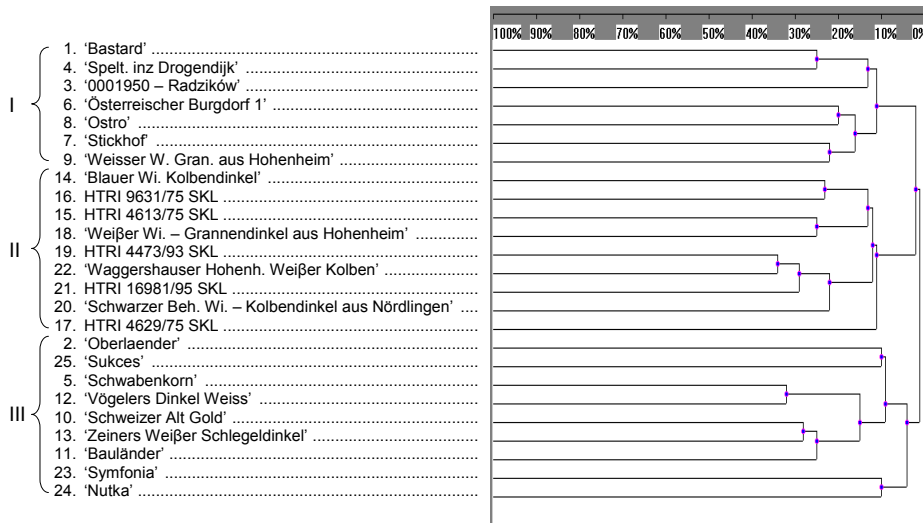 100% 90% 80% 70% 60% 50% 40% 30% 20% 10% 0%
I
1. ‘Bastard’
4. ‘Spelt. inz Drogendijk’
3. ‘0001950 – Radzików’
6. ‘Österreischer Burgdorf 1’
8. ‘Ostro’
7. ‘Stickhof’
9. ‘Weisser W. Gran. aus Hohenheim’
II
14. ‘Blauer Wi. Kolbendinkel’
16. HTRI 9631/75 SKL
15. HTRI 4613/75 SKL
18. ‘Weiβer Wi. – Grannendinkel aus Hohenheim’
19. HTRI 4473/93 SKL
22. ‘Waggershauser Hohenh. Weiβer Kolben’
21. HTRI 16981/95 SKL
20. ‘Schwarzer Beh. Wi. – Kolbendinkel aus Nördlingen’
17. HTRI 4629/75 SKL
III
2. ‘Oberlaender’
25. ‘Sukces’
5. ‘Schwabenkorn’
12. ‘Vögelers Dinkel Weiss’
10. ‘Schweizer Alt Gold’
13. ‘Zeiners Weiβer Schlegeldinkel’
11. ‘Bauländer’
23. ‘Symfonia’
24. ‘Nutka’